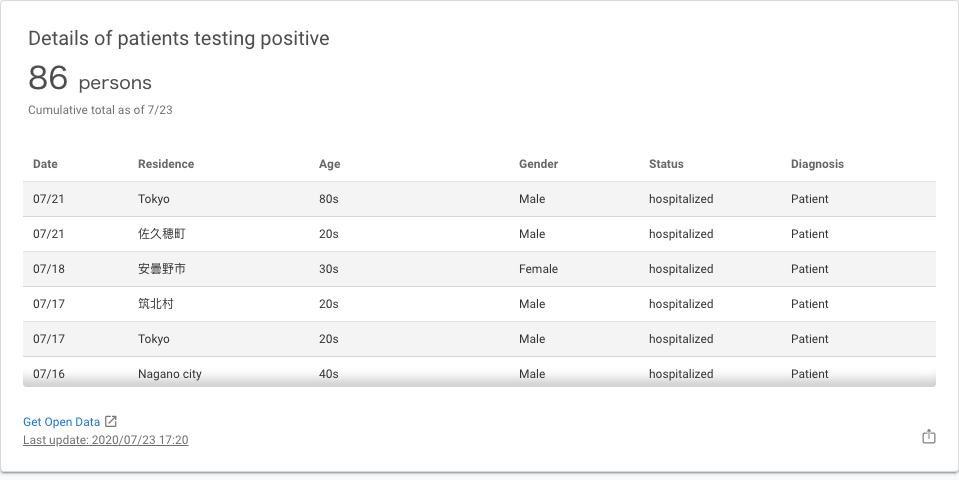 Details of patients testing positive
86 persons
Cumulative total as of 7/23
Date Residence Age Gender Status Diagnosis
07/21 Tokyo 80s Male hospitalized Patient
07/21 佐久穂町 20s Male hospitalized Patient
07/18 安曇野市 30s Female hospitalized Patient
07/17 筑北村 20s Male hospitalized Patient
07/17 Tokyo 20s Male hospitalized Patient
07/16 Nagano city 40s Male hospitalized Patient
Get Open Data
Last update: 2020/07/23 17:20